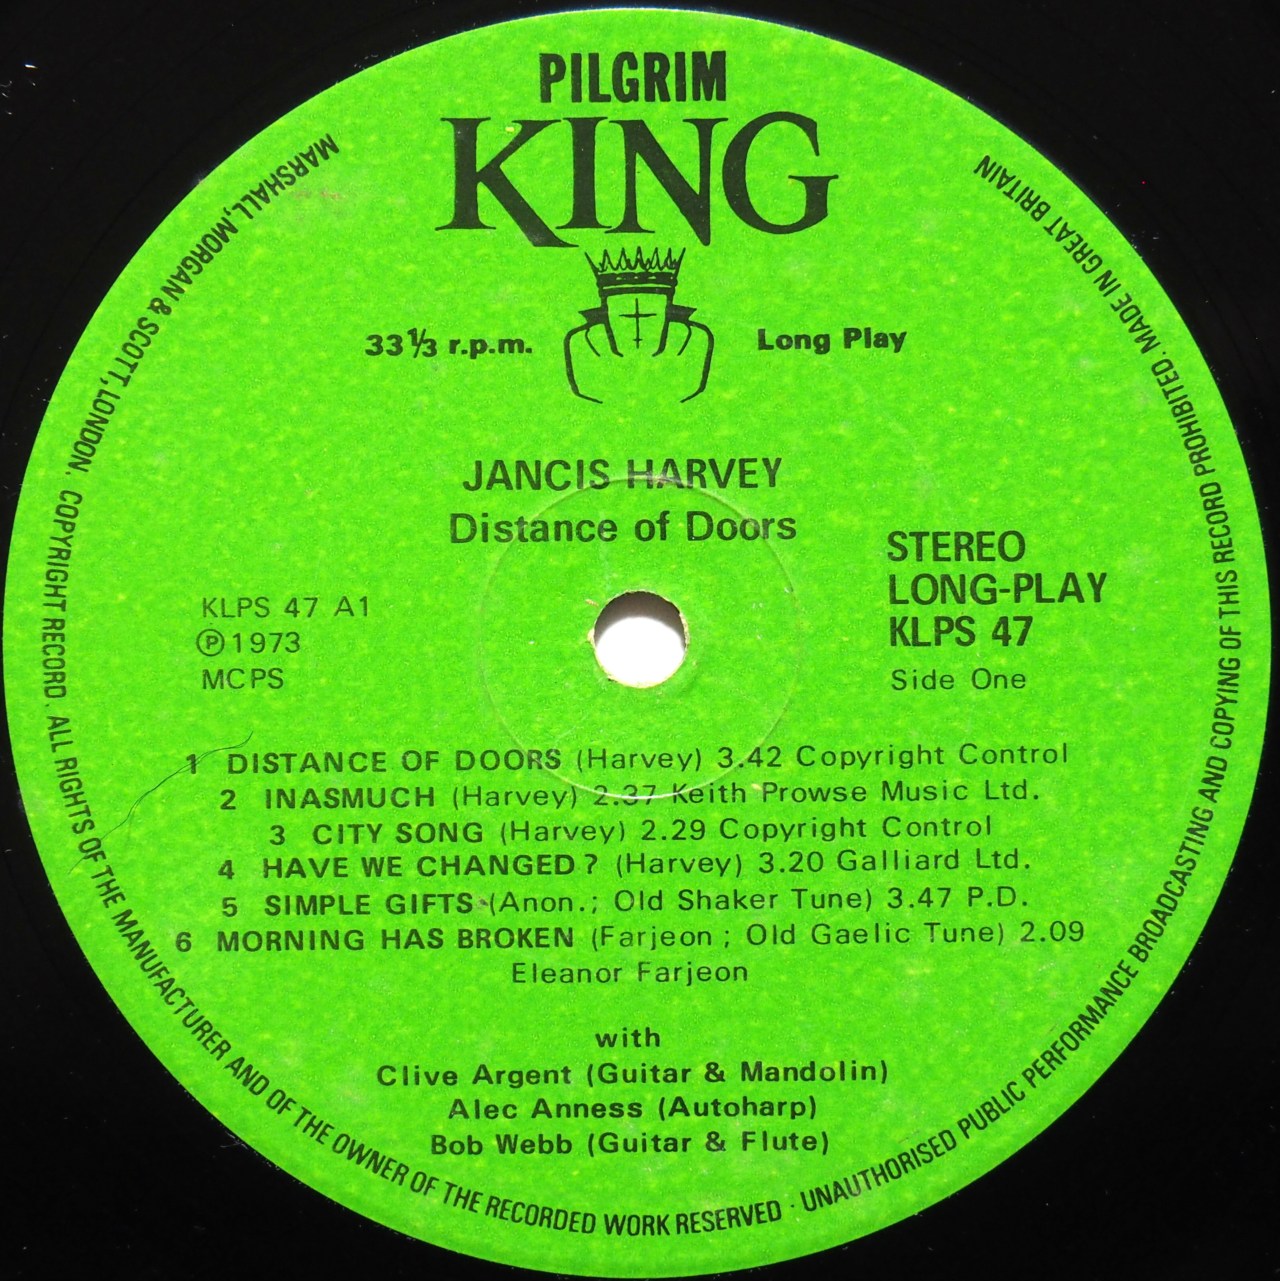 PILGRIM
KING
33⅓ r.p.m. Long Play
JANCIS HARVEY
Distance of Doors
STEREO
LONG-PLAY
KLPS 47
Side One
KLPS 47 A1
Ⓟ1973
MCPS
1 DISTANCE OF DOORS (Harvey) 3.42 Copyright Control
2 INASMUCH (Harvey) 2.37 Keith Prowse Music Ltd.
3 CITY SONG (Harvey) 2.29 Copyright Control
4 HAVE WE CHANGED? (Harvey) 3.20 Galliard Ltd.
5 SIMPLE GIFTS (Anon.; Old Shaker Tune) 3.47 P.D.
6 MORNING HAS BROKEN (Farjeon; Old Gaelic Tune) 2.09
Eleanor Farjeon
with
Clive Argent (Guitar & Mandolin)
Alec Anness (Autoharp)
Bob Webb (Guitar & Flute)
MARSHALL, MORGAN & SCOTT, LONDON. COPYRIGHT RECORD. ALL RIGHTS OF THE MANUFACTURER AND OF THE OWNER OF THE RECORDED WORK RESERVED · UNAUTHORISED PUBLIC PERFORMANCE BROADCASTING AND COPYING OF THIS RECORD PROHIBITED. MADE IN GREAT BRITAIN